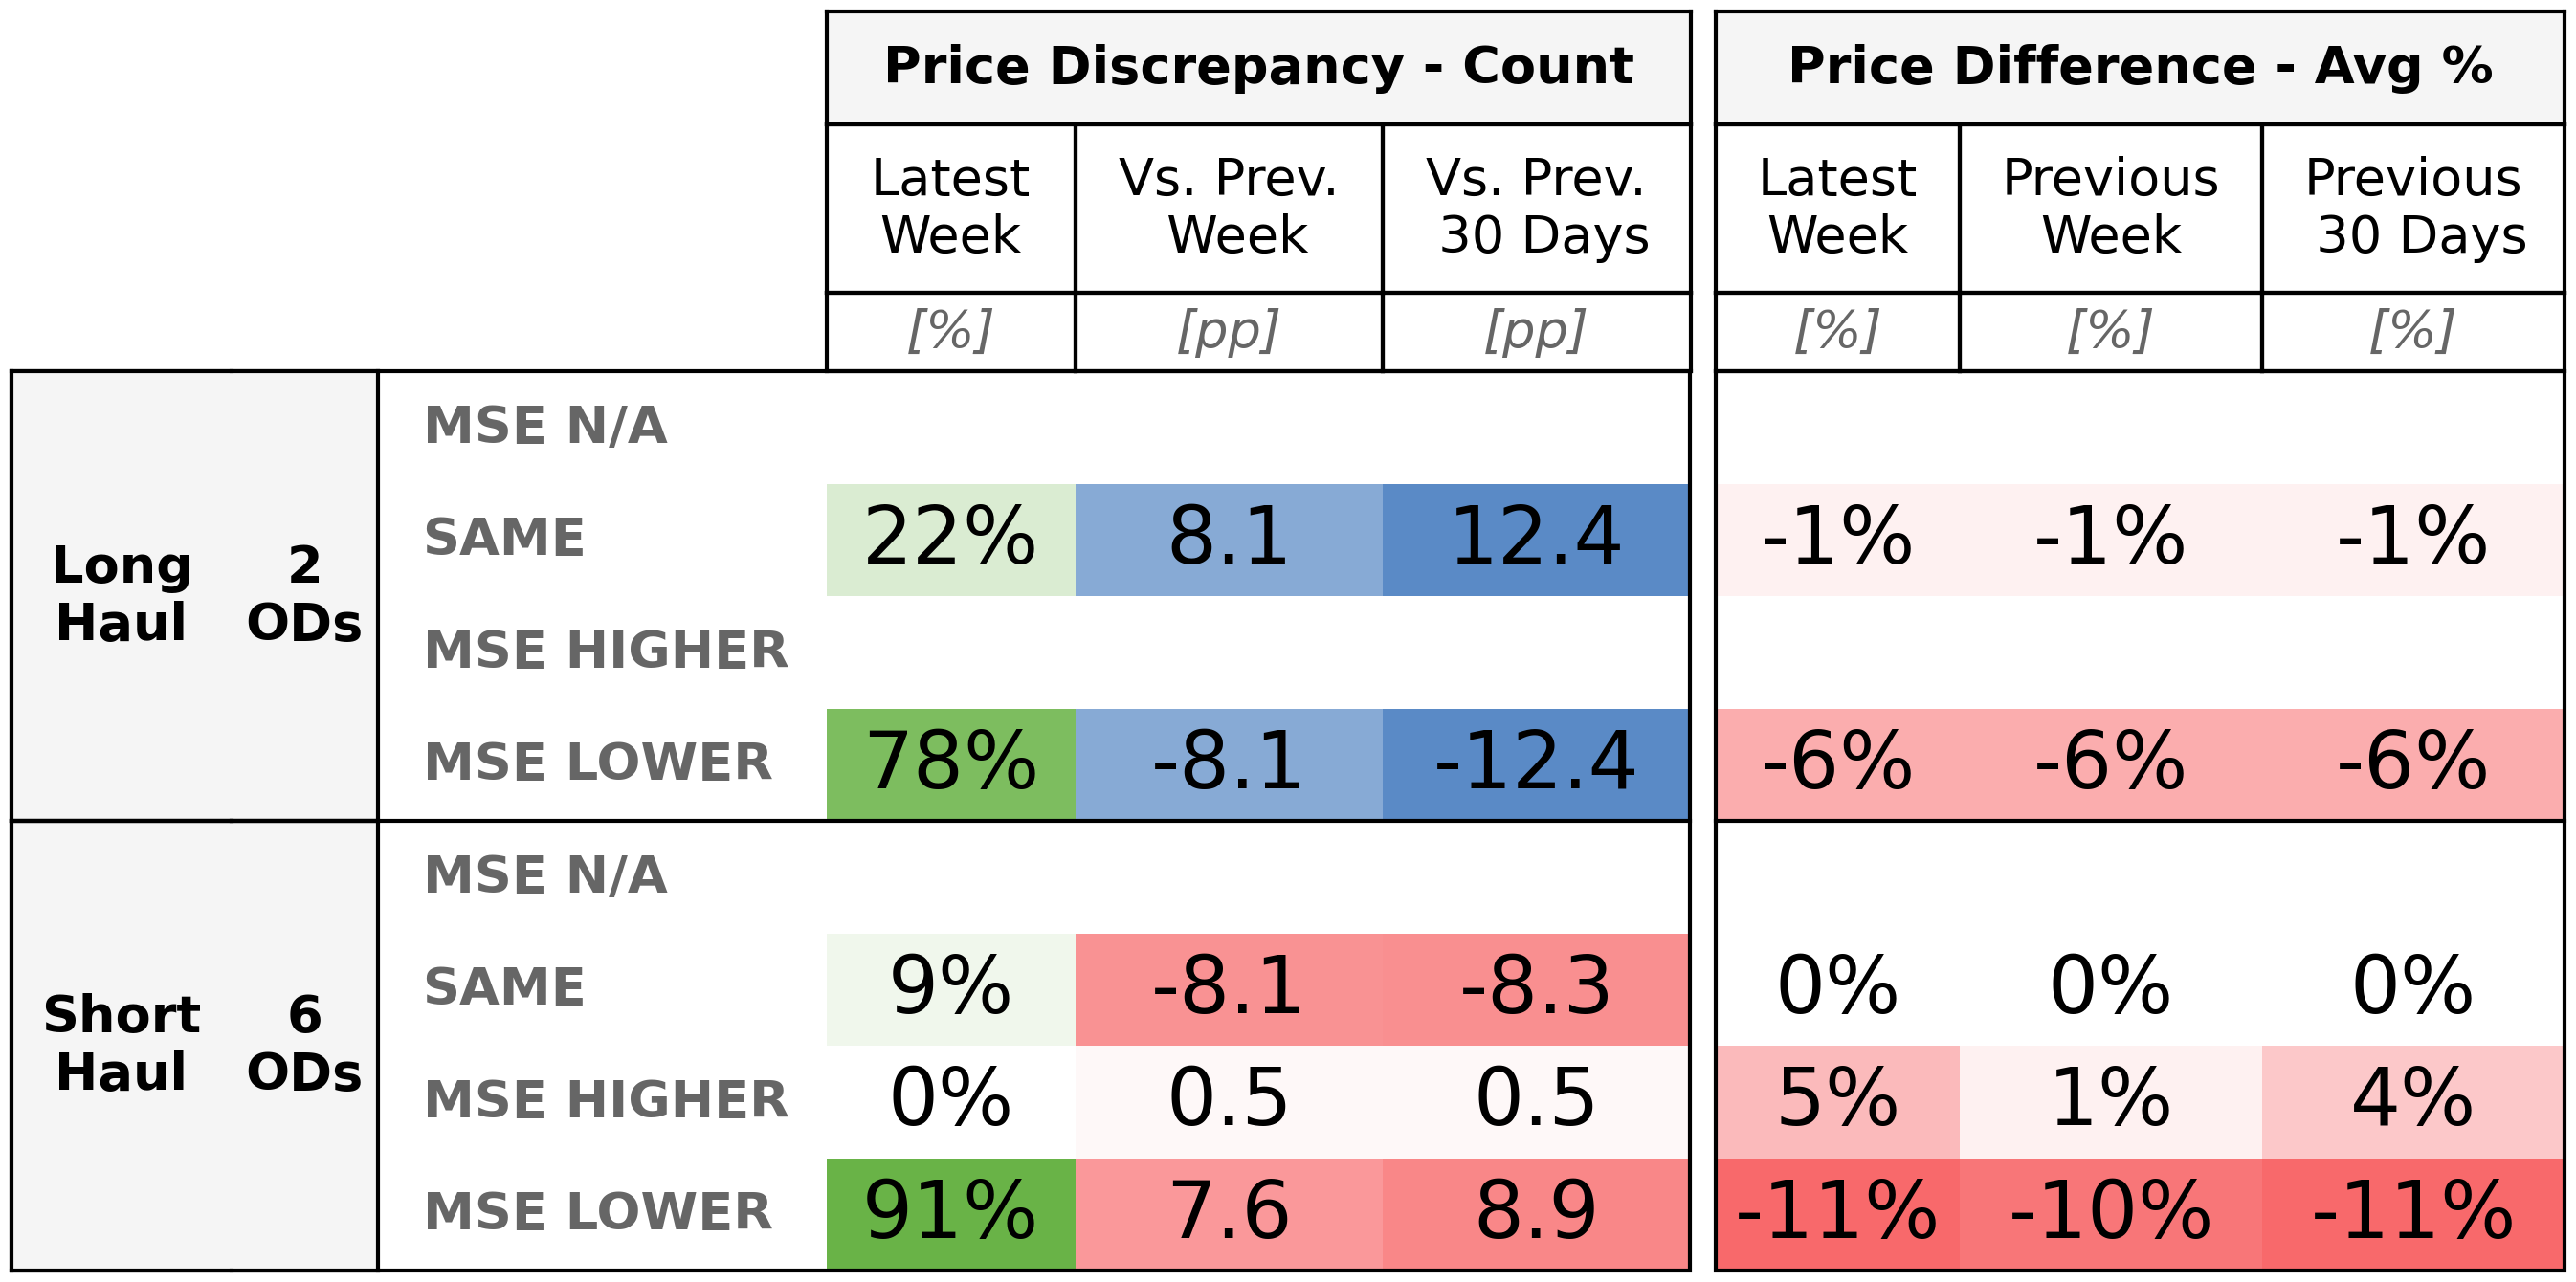 Price Discrepancy - Count Price Difference - Avg %
Latest Week Vs. Prev. Week Vs. Prev. 30 Days Latest Week Previous Week Previous 30 Days
[%] [pp] [pp] [%] [%] [%]
Long Haul 2 ODs
MSE N/A
SAME 22% 8.1 12.4 -1% -1% -1%
MSE HIGHER
MSE LOWER 78% -8.1 -12.4 -6% -6% -6%
Short Haul 6 ODs
MSE N/A
SAME 9% -8.1 -8.3 0% 0% 0%
MSE HIGHER 0% 0.5 0.5 5% 1% 4%
MSE LOWER 91% 7.6 8.9 -11% -10% -11%